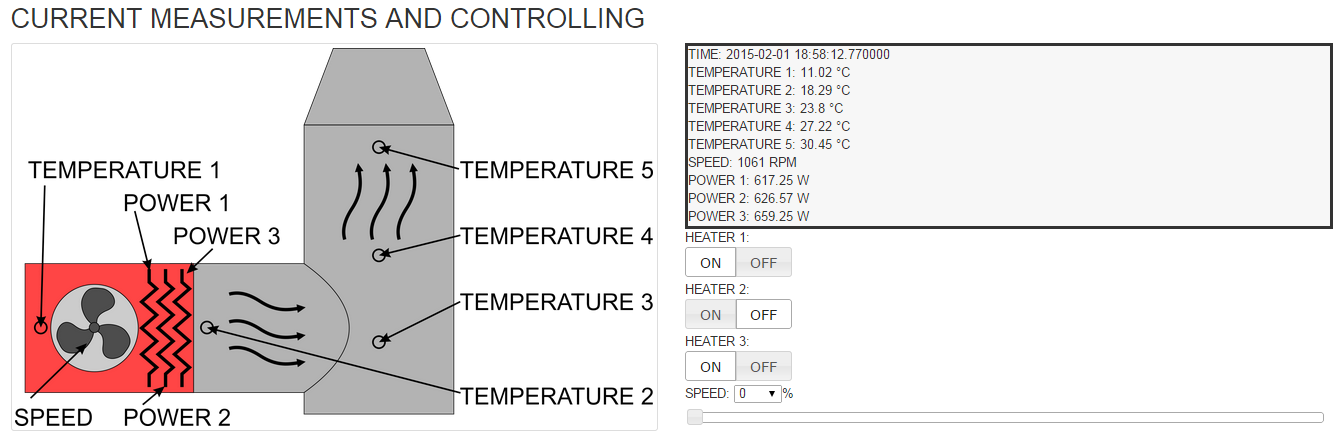 CURRENT MEASUREMENTS AND CONTROLLING
TEMPERATURE 1
POWER 1
POWER 3
SPEED
POWER 2
TEMPERATURE 5
TEMPERATURE 4
TEMPERATURE 3
TEMPERATURE 2
TIME: 2015-02-01 18:58:12.770000
TEMPERATURE 1: 11.02 °C
TEMPERATURE 2: 18.29 °C
TEMPERATURE 3: 23.8 °C
TEMPERATURE 4: 27.22 °C
TEMPERATURE 5: 30.45 °C
SPEED: 1061 RPM
POWER 1: 617.25 W
POWER 2: 626.57 W
POWER 3: 659.25 W
HEATER 1:
ON OFF
HEATER 2:
ON OFF
HEATER 3:
ON OFF
SPEED: 0 %